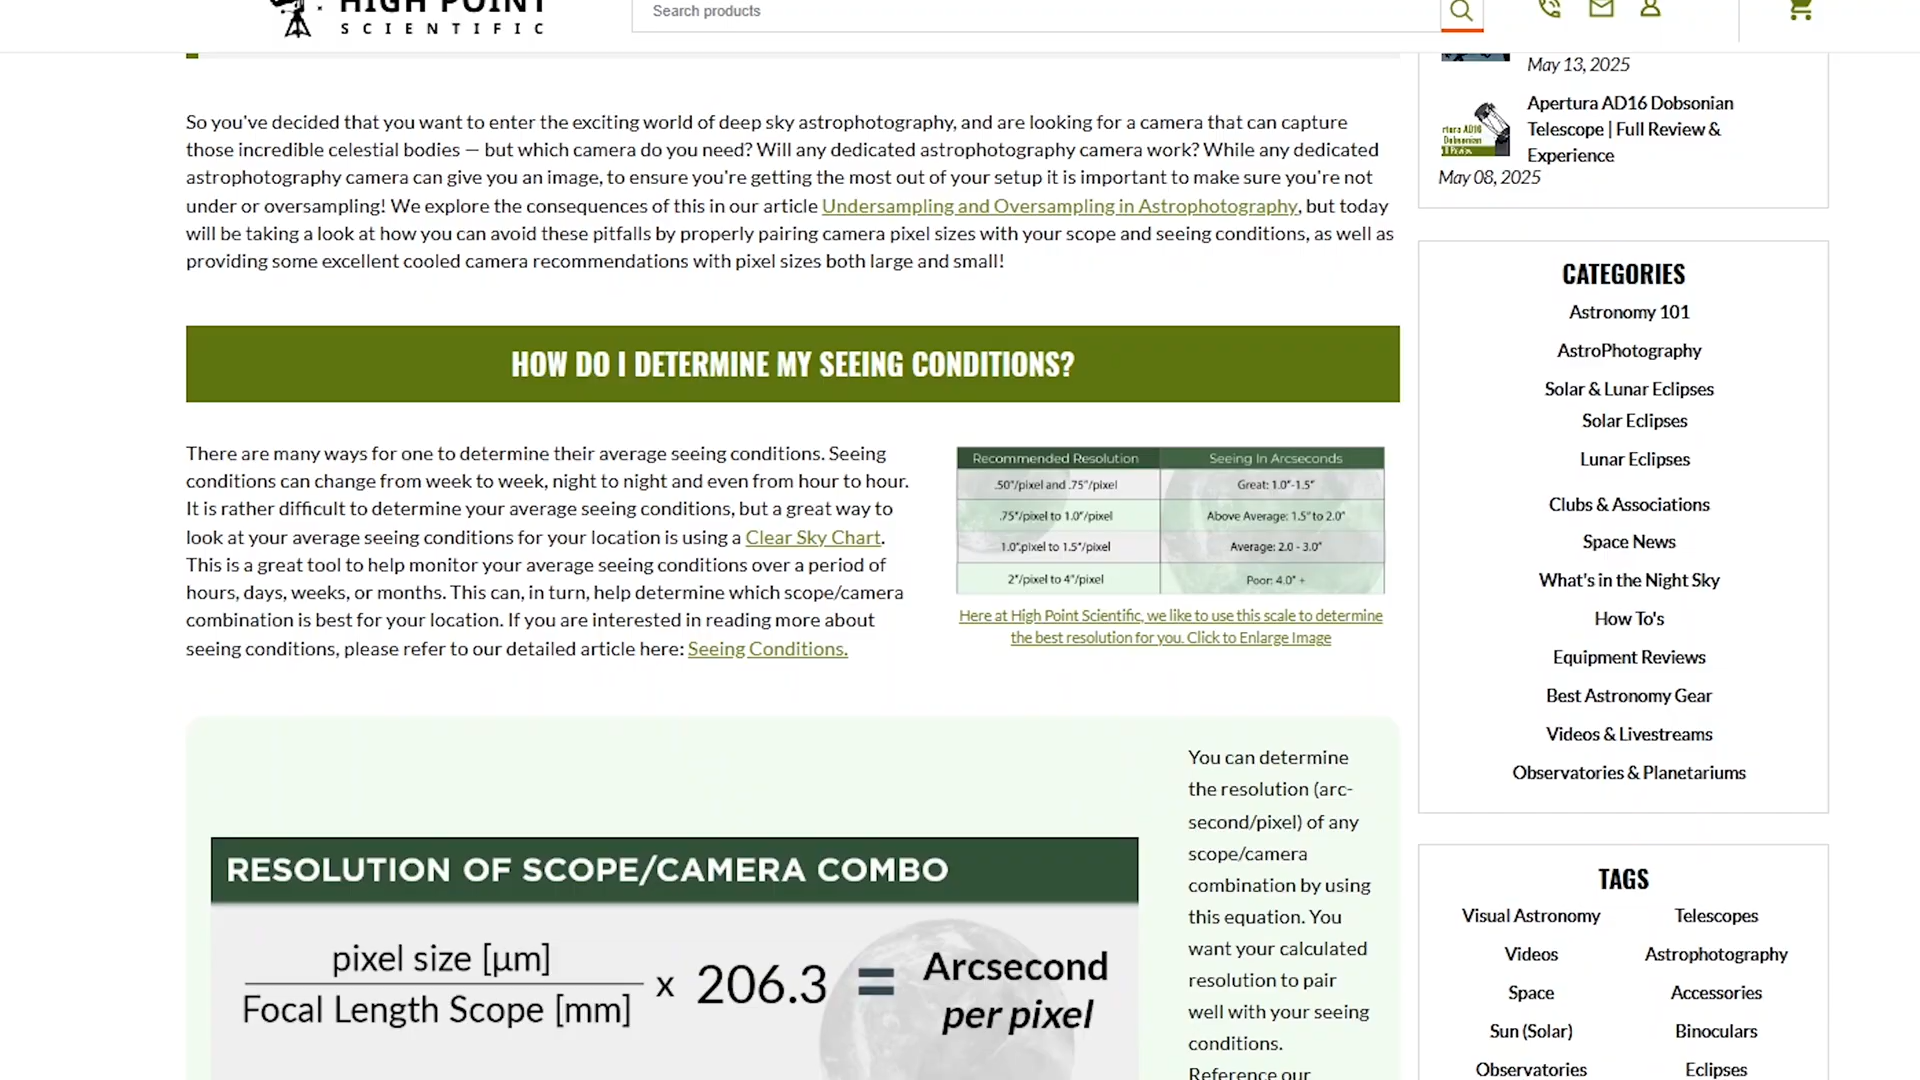 HIGH POINT
SCIENTIFIC
Search products
So you've decided that you want to enter the exciting world of deep sky astrophotography, and are looking for a camera that can capture
those incredible celestial bodies — but which camera do you need? Will any dedicated astrophotography camera work? While any dedicated
astrophotography camera can give you an image, to ensure you're getting the most out of your setup it is important to make sure you're not
under or oversampling! We explore the consequences of this in our article Undersampling and Oversampling in Astrophotography, but today
will be taking a look at how you can avoid these pitfalls by properly pairing camera pixel sizes with your scope and seeing conditions, as well as
providing some excellent cooled camera recommendations with pixel sizes both large and small!
HOW DO I DETERMINE MY SEEING CONDITIONS?
There are many ways for one to determine their average seeing conditions. Seeing
conditions can change from week to week, night to night and even from hour to hour.
It is rather difficult to determine your average seeing conditions, but a great way to
look at your average seeing conditions for your location is using a Clear Sky Chart.
This is a great tool to help monitor your average seeing conditions over a period of
hours, days, weeks, or months. This can, in turn, help determine which scope/camera
combination is best for your location. If you are interested in reading more about
seeing conditions, please refer to our detailed article here: Seeing Conditions.
Recommended Resolution Seeing In Arcseconds
.50"/pixel and .75"/pixel Great: 1.0"-1.5"
.75"/pixel to 1.0"/pixel Above Average: 1.5" to 2.0"
1.0".pixel to 1.5"/pixel Average: 2.0 - 3.0"
2"/pixel to 4"/pixel Poor: 4.0" +
Here at High Point Scientific, we like to use this scale to determine
the best resolution for you. Click to Enlarge Image
RESOLUTION OF SCOPE/CAMERA COMBO
pixel size [µm]
Focal Length Scope [mm]
x 206.3 =
Arcsecond
per pixel
You can determine
the resolution (arc-
second/pixel) of any
scope/camera
combination by using
this equation. You
want your calculated
resolution to pair
well with your seeing
conditions.
Reference our
May 13, 2025
Apertura AD16 Dobsonian
Telescope | Full Review &
Experience
May 08, 2025
CATEGORIES
Astronomy 101
AstroPhotography
Solar & Lunar Eclipses
Solar Eclipses
Lunar Eclipses
Clubs & Associations
Space News
What's in the Night Sky
How To's
Equipment Reviews
Best Astronomy Gear
Videos & Livestreams
Observatories & Planetariums
TAGS
Visual Astronomy Telescopes
Videos Astrophotography
Space Accessories
Sun (Solar) Binoculars
Observatories Eclipses